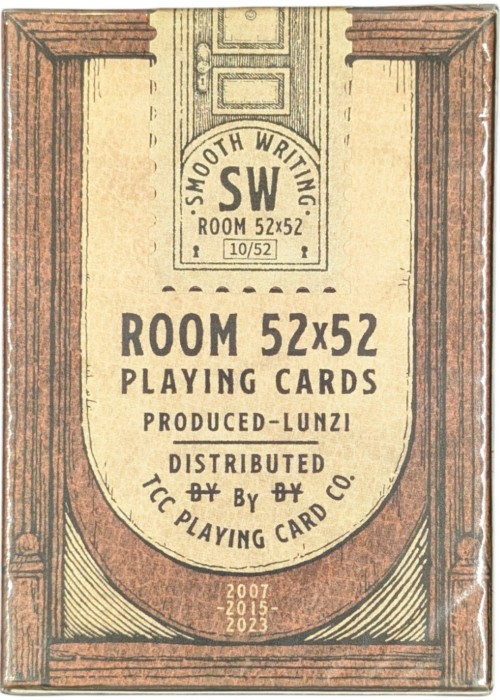 SMOOTH WRITING
SW
ROOM 52x52
10/52
ROOM 52x52
PLAYING CARDS
PRODUCED-LUNZI
DISTRIBUTED
BY By BY
TCC PLAYING CARD CO.
2007
-2015-
2023